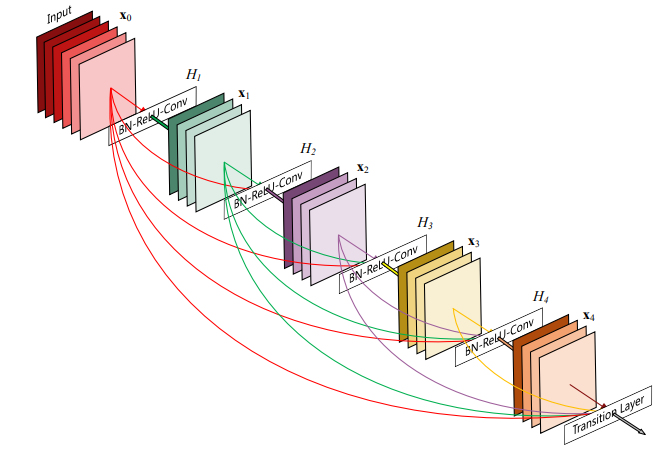 Input
x0
H1
BN-ReLU-Conv
x1
H2
BN-ReLU-Conv
x2
H3
BN-ReLU-Conv
x3
H4
BN-ReLU-Conv
x4
Transition Layer